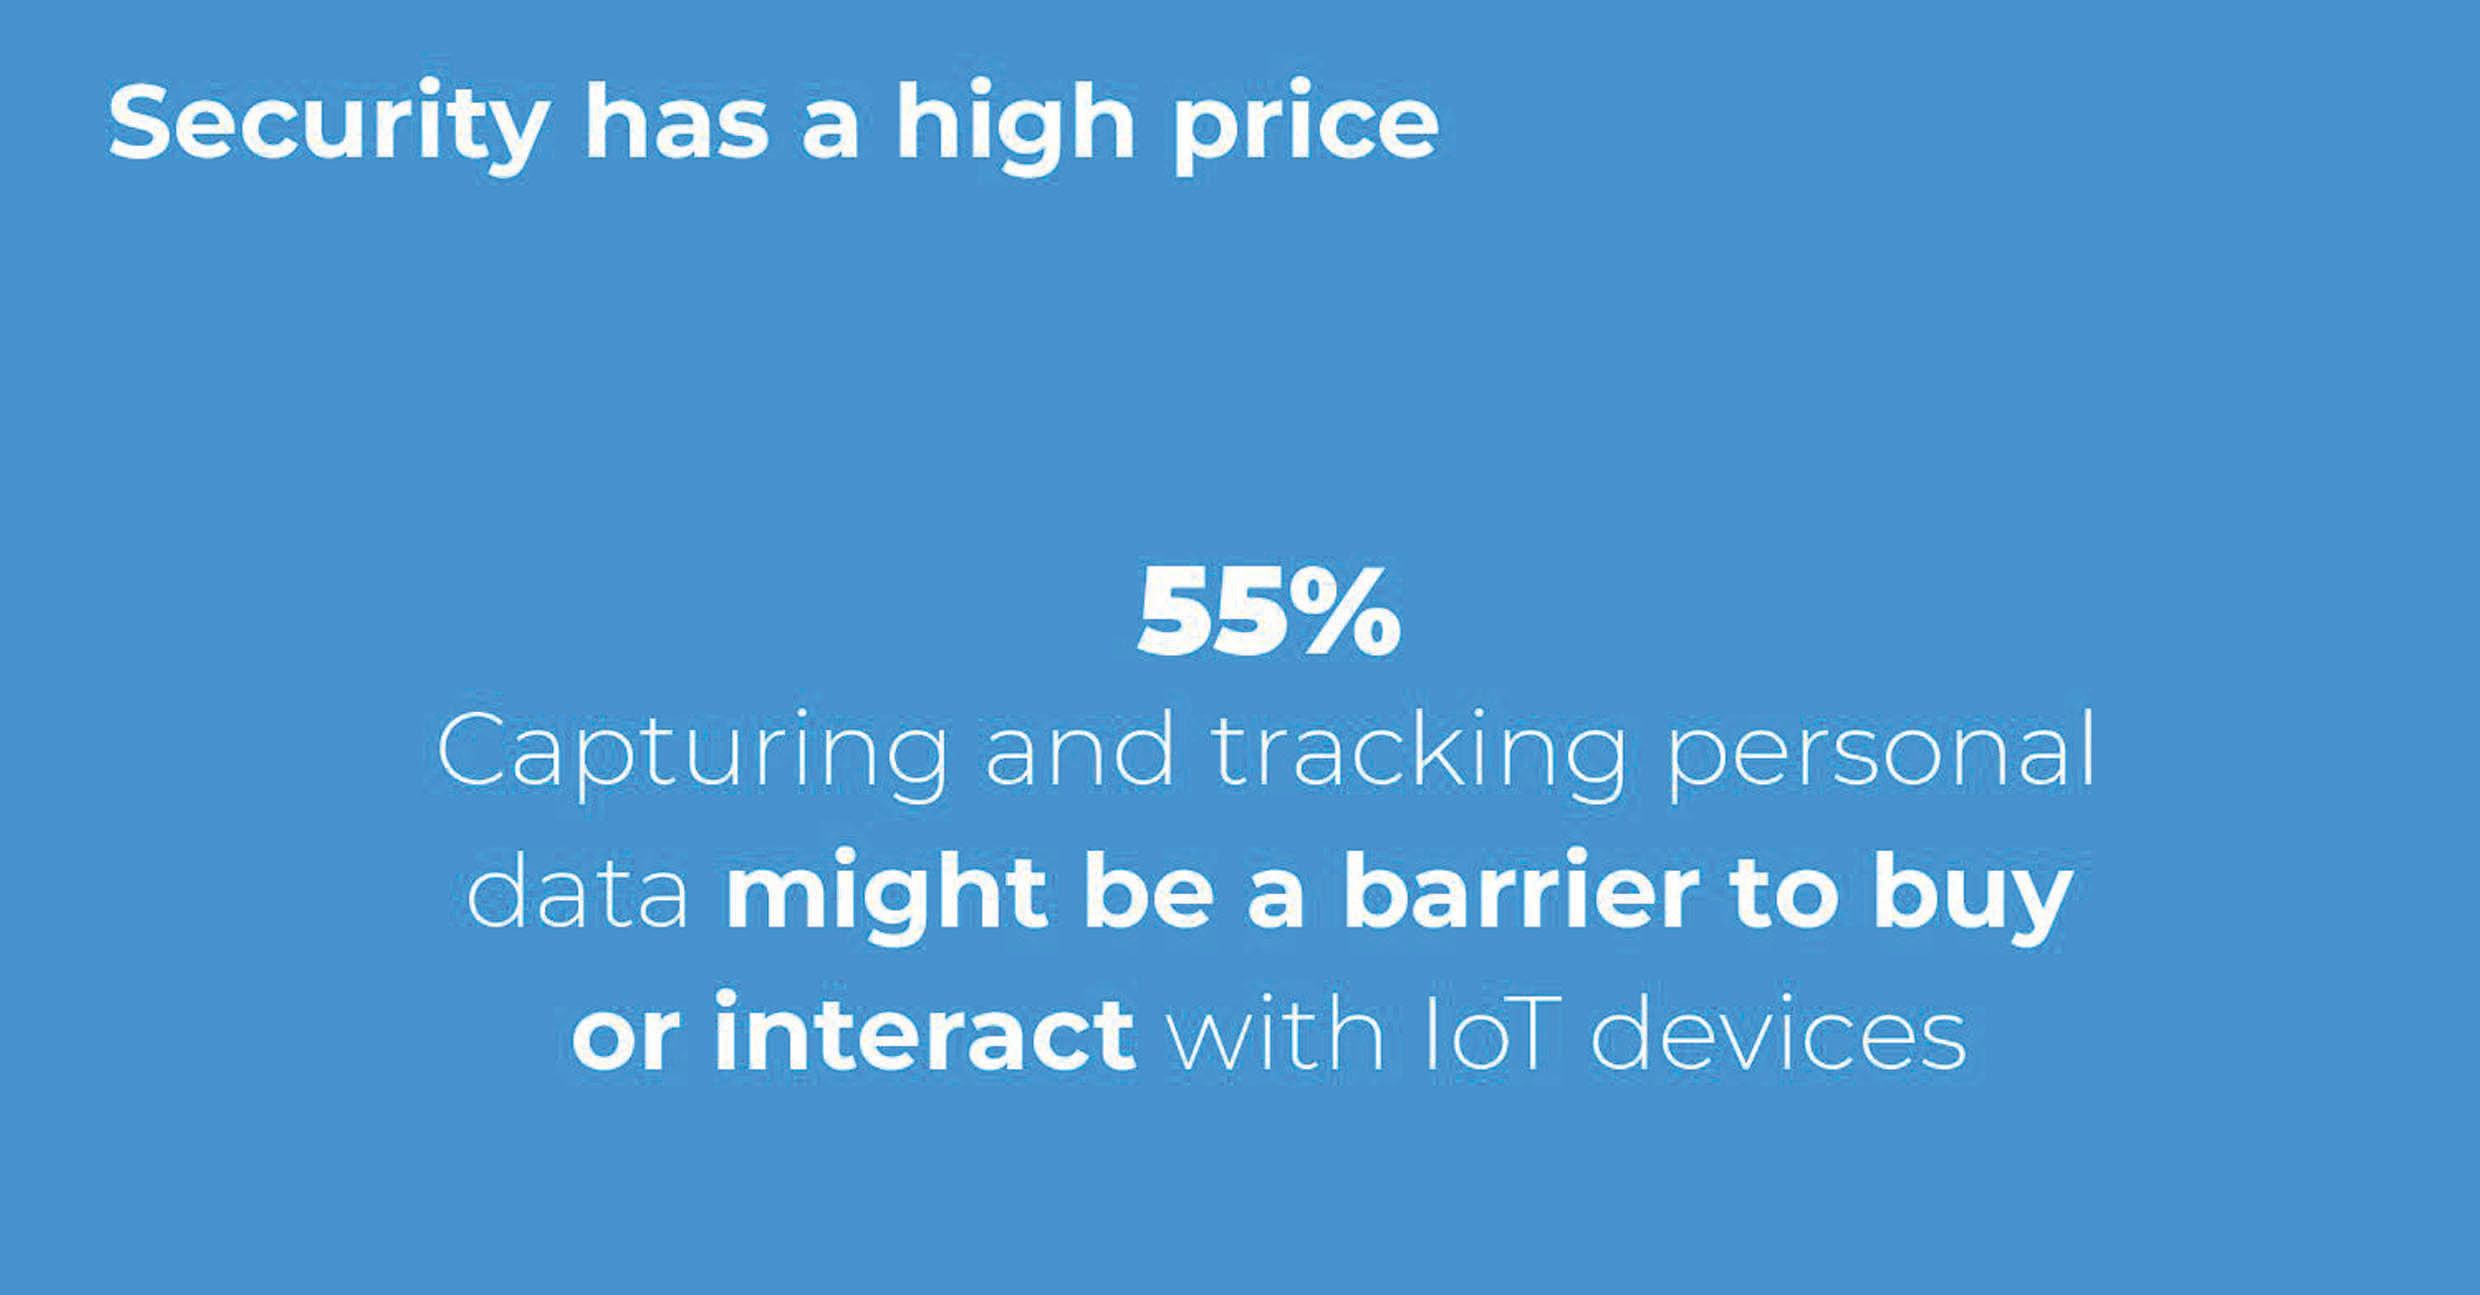 Security has a high price
55%
Capturing and tracking personal
data might be a barrier to buy
or interact with IoT devices